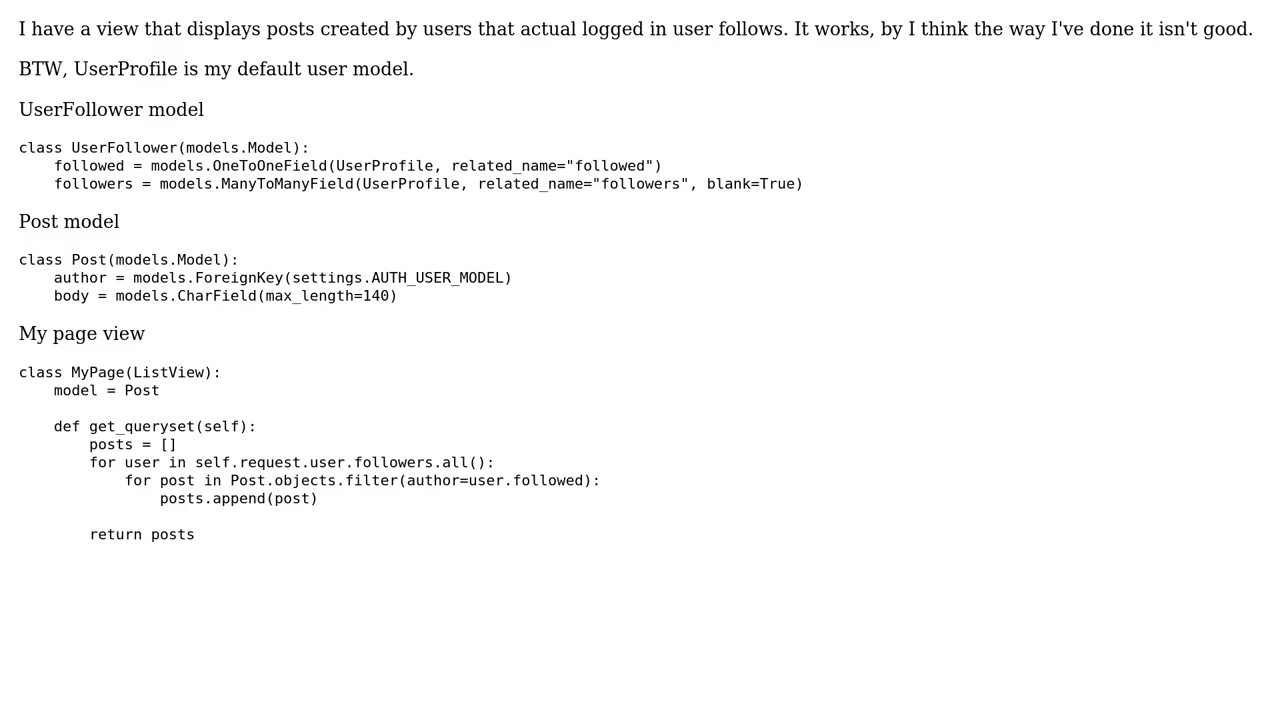 I have a view that displays posts created by users that actual logged in user follows. It works, by I think the way I've done it isn't good.
BTW, UserProfile is my default user model.
UserFollower model
class UserFollower(models.Model):
    followed = models.OneToOneField(UserProfile, related_name="followed")
    followers = models.ManyToManyField(UserProfile, related_name="followers", blank=True)
Post model
class Post(models.Model):
    author = models.ForeignKey(settings.AUTH_USER_MODEL)
    body = models.CharField(max_length=140)
My page view
class MyPage(ListView):
    model = Post
    def get_queryset(self):
        posts = []
        for user in self.request.user.followers.all():
            for post in Post.objects.filter(author=user.followed):
                posts.append(post)
        return posts